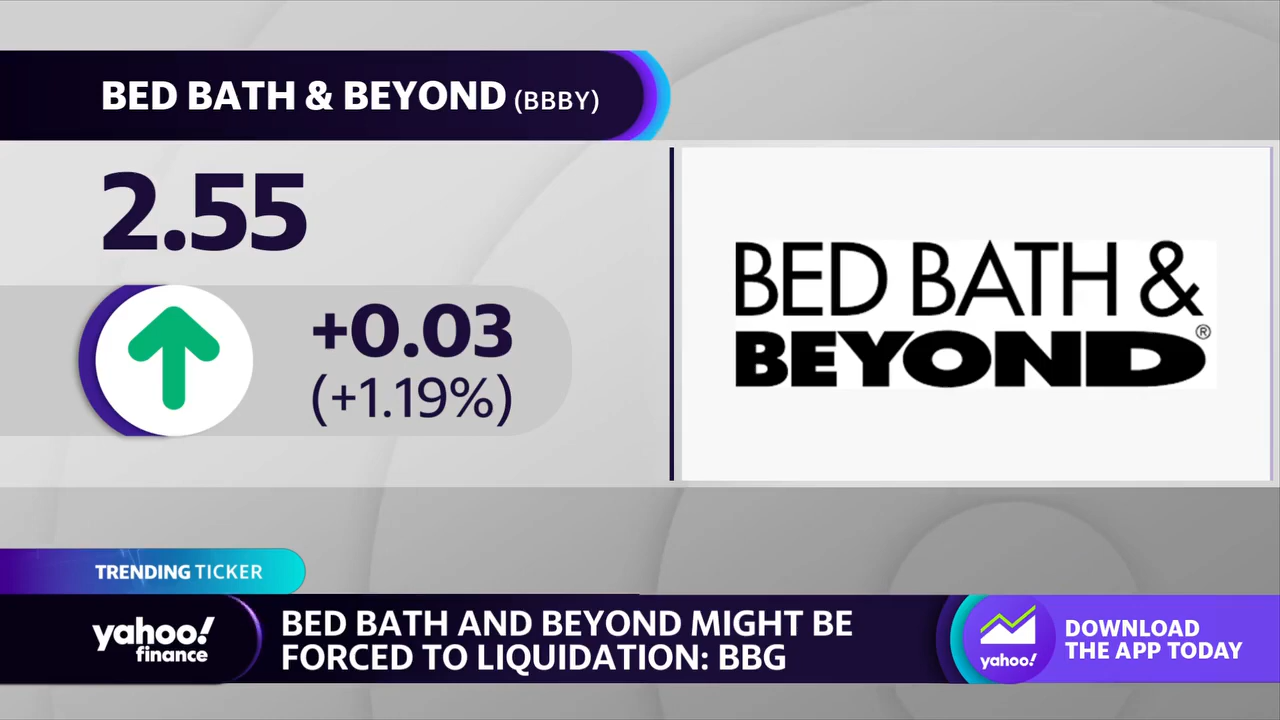 BED BATH & BEYOND (BBBY)
2.55
+0.03
(+1.19%)
BED BATH &
BEYOND®
TRENDING TICKER
yahoo!
finance
BED BATH AND BEYOND MIGHT BE
FORCED TO LIQUIDATION: BBG
yahoo!
DOWNLOAD
THE APP TODAY